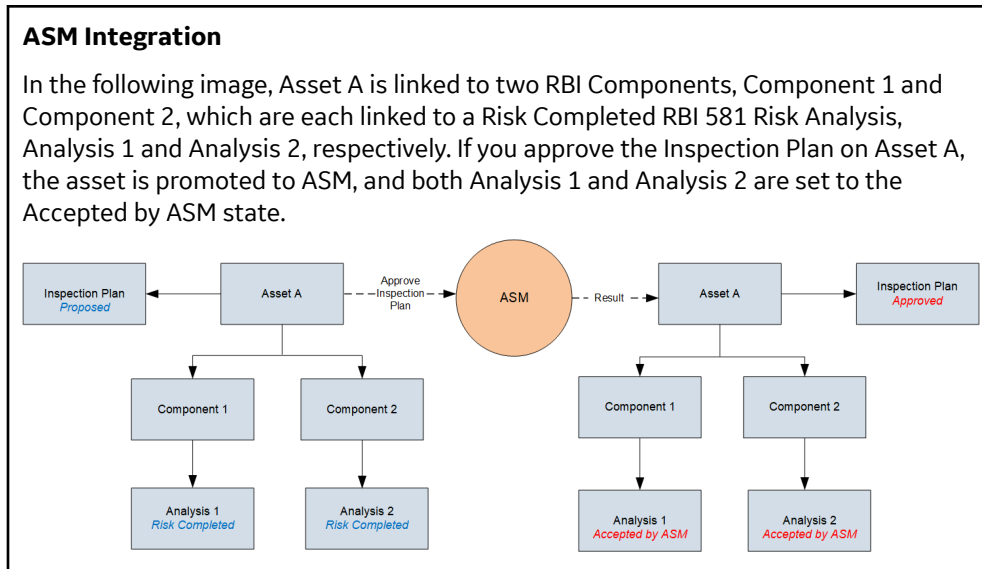 ASM Integration
In the following image, Asset A is linked to two RBI Components, Component 1 and
Component 2, which are each linked to a Risk Completed RBI 581 Risk Analysis,
Analysis 1 and Analysis 2, respectively. If you approve the Inspection Plan on Asset A,
the asset is promoted to ASM, and both Analysis 1 and Analysis 2 are set to the
Accepted by ASM state.
Inspection Plan
Proposed
Asset A
Approve
Inspection
Plan
ASM
Result
Asset A
Inspection Plan
Approved
Component 1
Component 2
Component 1
Component 2
Analysis 1
Risk Completed
Analysis 2
Risk Completed
Analysis 1
Accepted by ASM
Analysis 2
Accepted by ASM